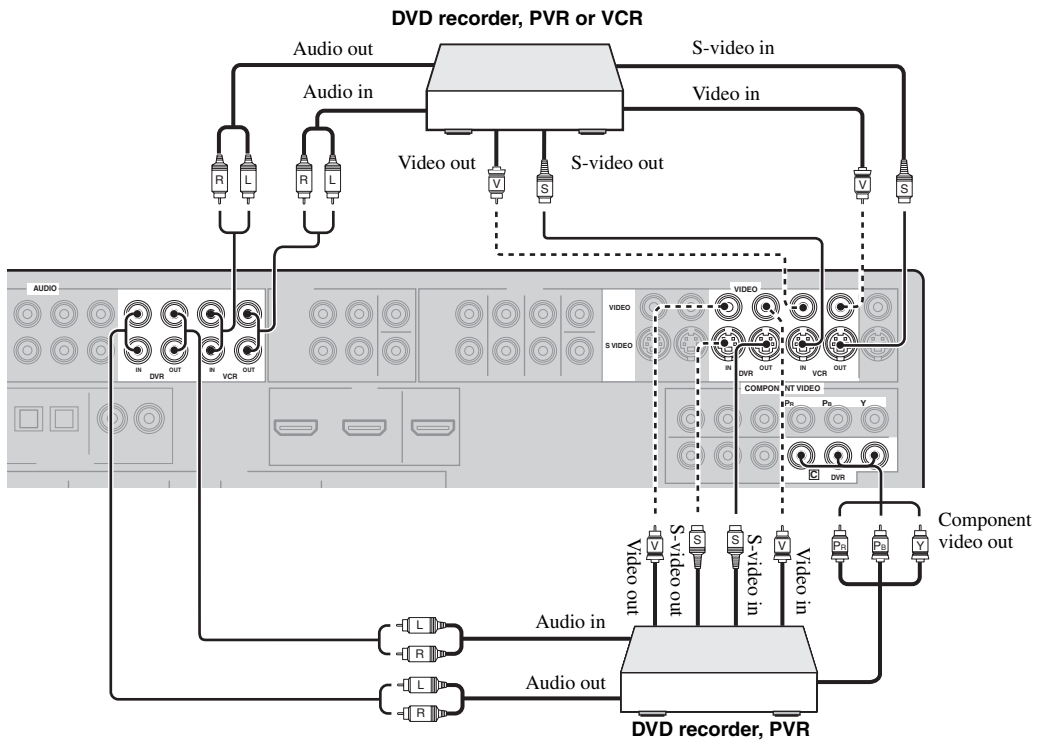 DVD recorder, PVR or VCR
Audio out
S-video in
Audio in
Video in
Video out
S-video out
R L R L
V S V S
AUDIO
VIDEO
VIDEO
S VIDEO
IN OUT IN OUT
DVR VCR
IN OUT IN OUT
DVR VCR
COMPONENT VIDEO
PR PB Y
C DVR
V S S V
Video out
S-video out
S-video in
Video in
PR PB Y
Component
video out
L
Audio in
R
L
Audio out
R
DVD recorder, PVR